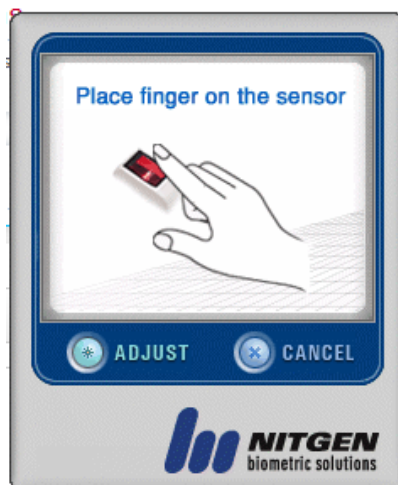 Place finger on the sensor
ADJUST CANCEL
NITGEN
biometric solutions